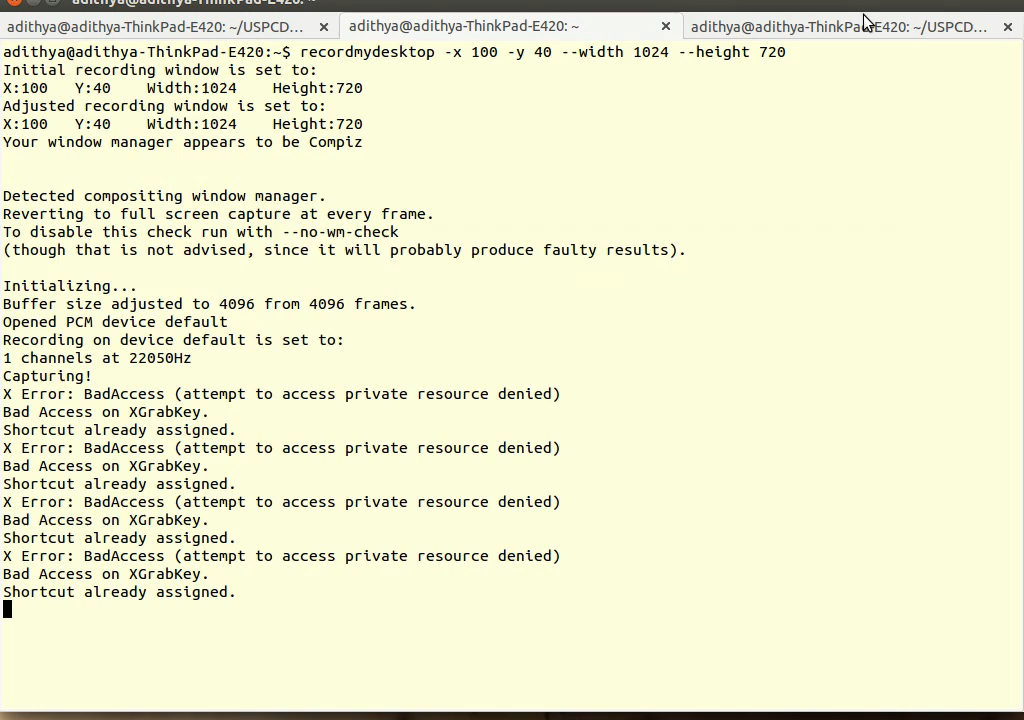 adithya@adithya-ThinkPad-E420: ~
adithya@adithya-ThinkPad-E420: ~/USPCD... × adithya@adithya-ThinkPad-E420: ~ × adithya@adithya-ThinkPad-E420: ~/USPCD... ×
adithya@adithya-ThinkPad-E420:~$ recordmydesktop -x 100 -y 40 --width 1024 --height 720
Initial recording window is set to:
X:100   Y:40    Width:1024    Height:720
Adjusted recording window is set to:
X:100   Y:40    Width:1024    Height:720
Your window manager appears to be Compiz
Detected compositing window manager.
Reverting to full screen capture at every frame.
To disable this check run with --no-wm-check
(though that is not advised, since it will probably produce faulty results).
Initializing...
Buffer size adjusted to 4096 from 4096 frames.
Opened PCM device default
Recording on device default is set to:
1 channels at 22050Hz
Capturing!
X Error: BadAccess (attempt to access private resource denied)
Bad Access on XGrabKey.
Shortcut already assigned.
X Error: BadAccess (attempt to access private resource denied)
Bad Access on XGrabKey.
Shortcut already assigned.
X Error: BadAccess (attempt to access private resource denied)
Bad Access on XGrabKey.
Shortcut already assigned.
X Error: BadAccess (attempt to access private resource denied)
Bad Access on XGrabKey.
Shortcut already assigned.